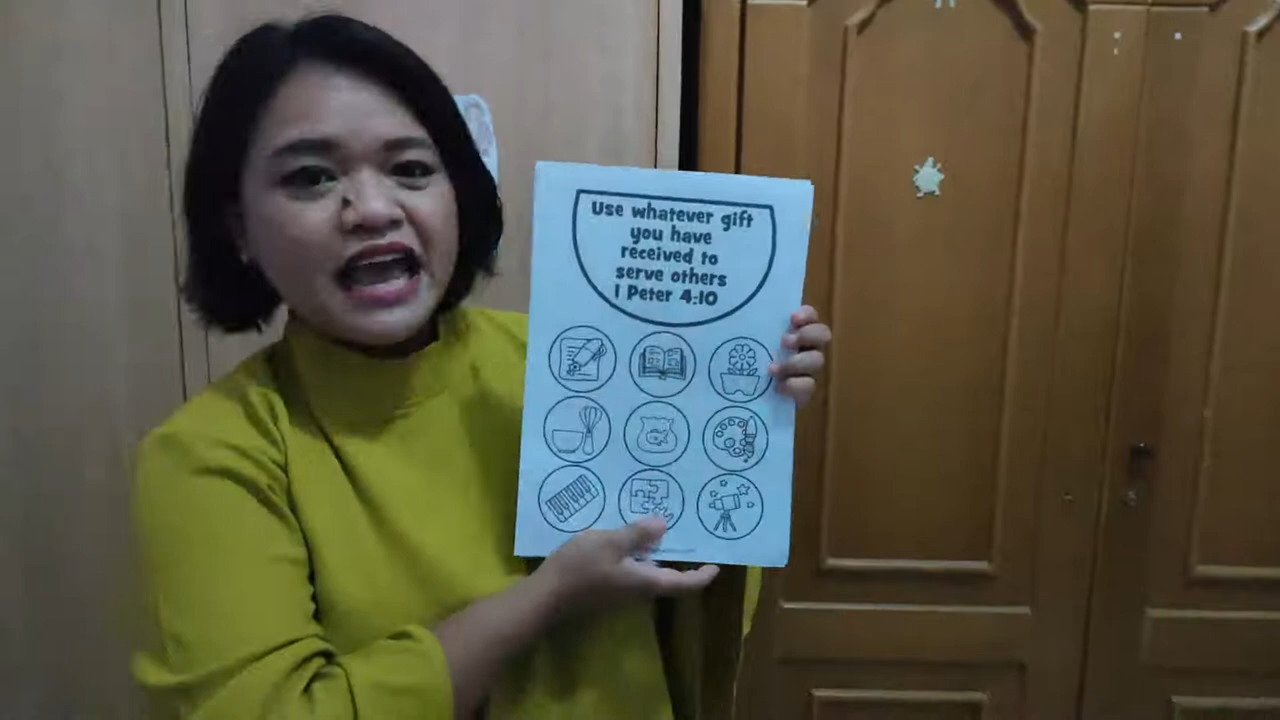 Use whatever gift
you have
received to
serve others
1 Peter 4:10